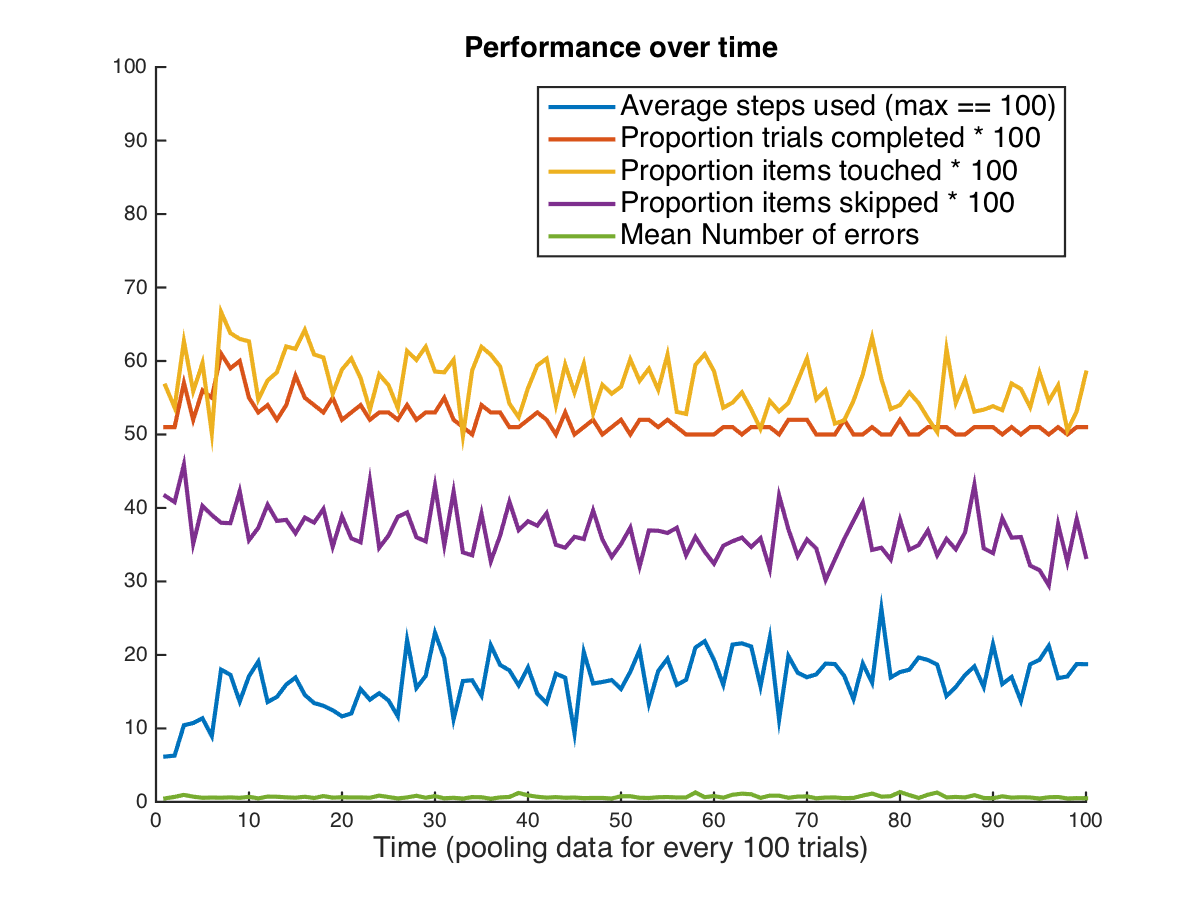 Performance over time
100
90
80
70
60
50
40
30
20
10
0
Average steps used (max == 100)
Proportion trials completed * 100
Proportion items touched * 100
Proportion items skipped * 100
Mean Number of errors
0 10 20 30 40 50 60 70 80 90 100
Time (pooling data for every 100 trials)